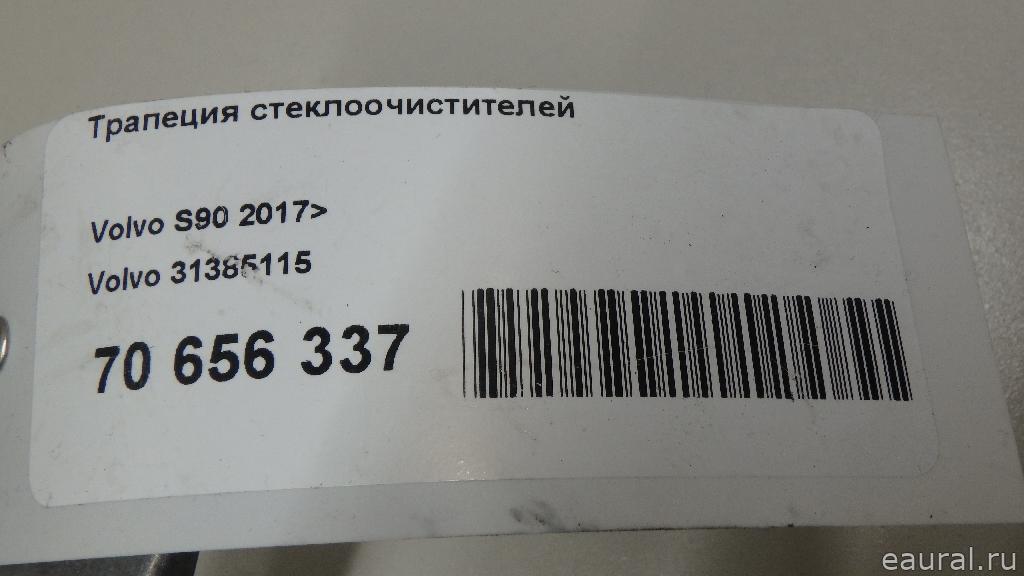 Трапеция стеклоочистителей
Volvo S90 2017>
Volvo 31385115
70 656 337
eaural.ru